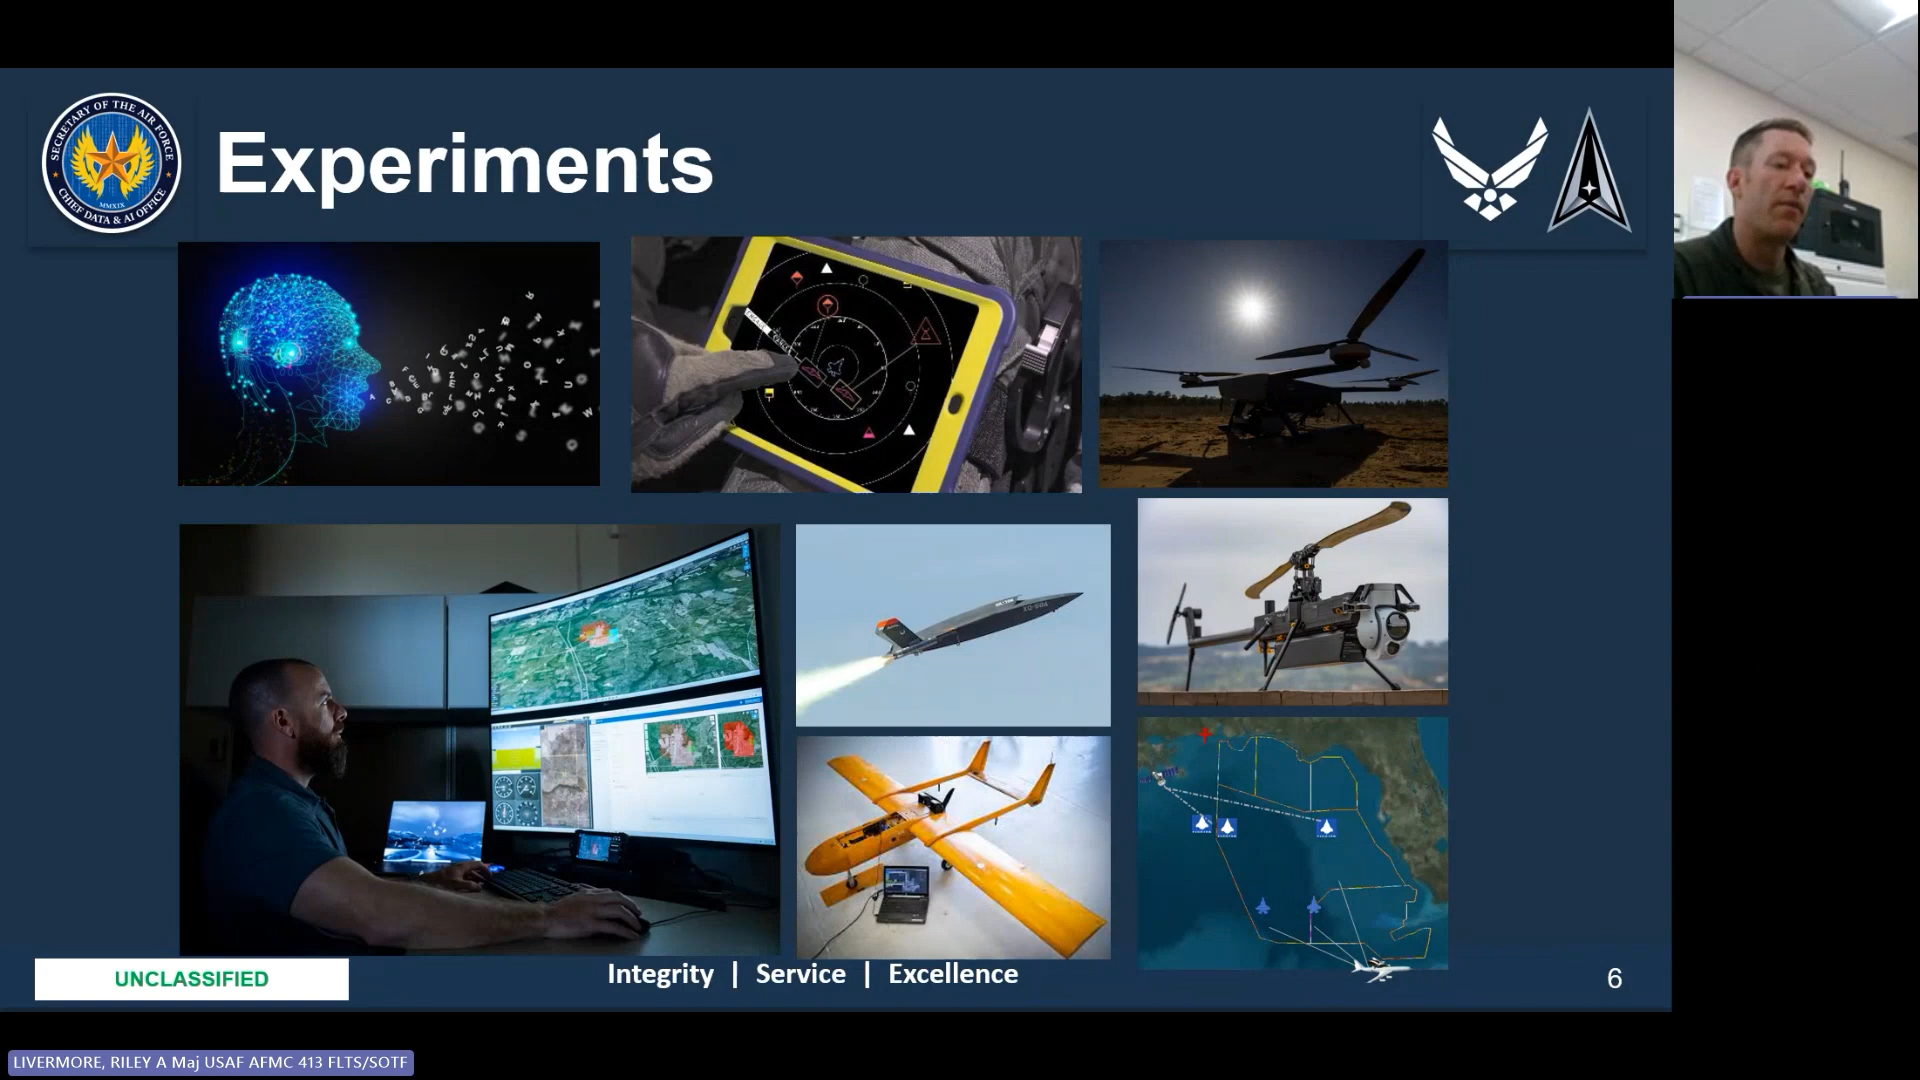 SECRETARY OF THE AIR FORCE
CHIEF DATA & AI OFFICE
MMXIX
Experiments
UNCLASSIFIED
Integrity | Service | Excellence
6
LIVERMORE, RILEY A Maj USAF AFMC 413 FLTS/SOTF